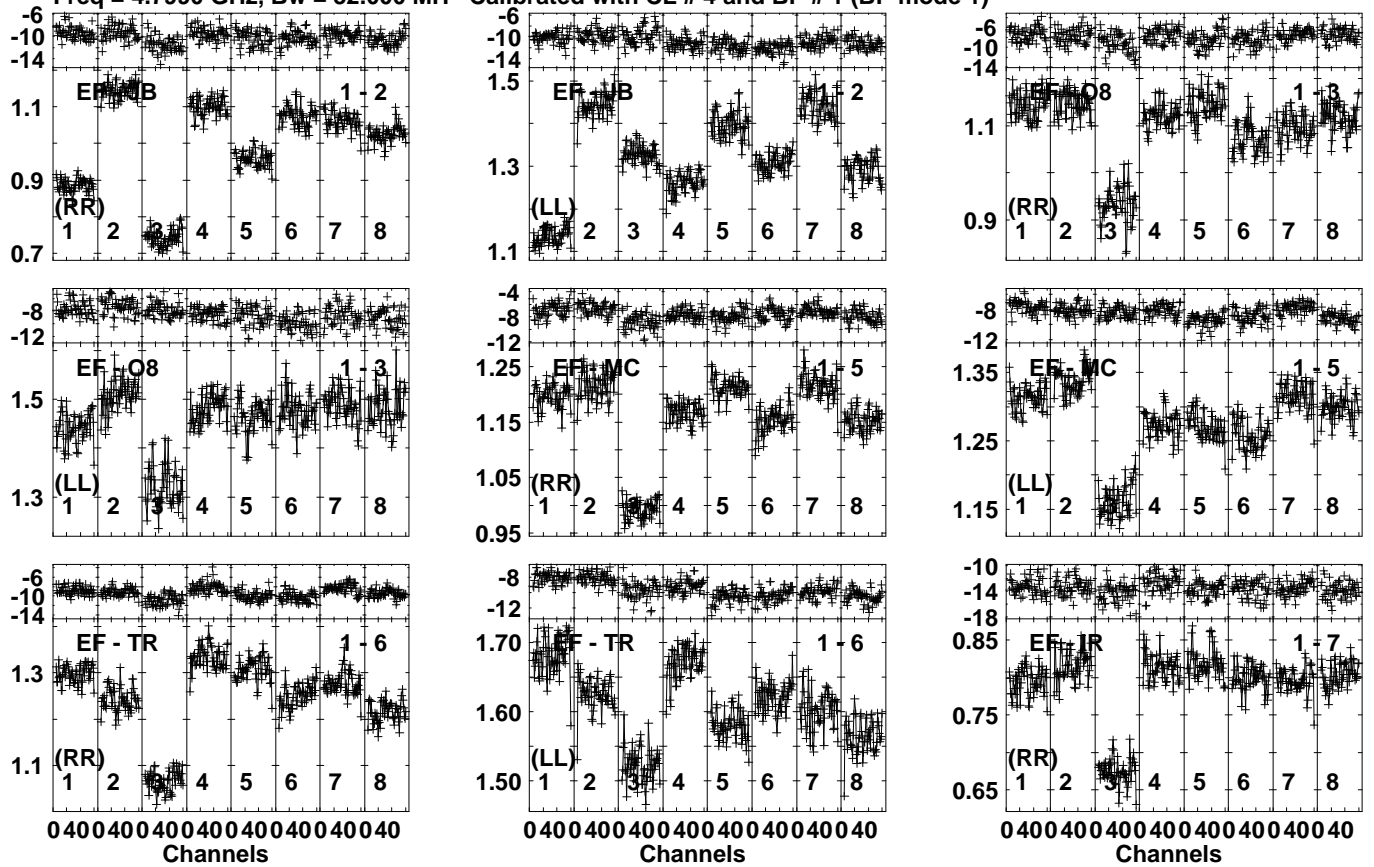 Freq = 4.7990 GHz, Bw = 32.000 MH Calibrated with CL # 4 and BP # 1 (BP mode 1)
-6
-10
-14
EF - JB 1 - 2
1.1
0.9
0.7
(RR)
1 2 3 4 5 6 7 8
-6
-10
-14
EF - JB 1 - 2
1.5
1.3
1.1
(LL)
1 2 3 4 5 6 7 8
-6
-10
-14
EF - O8 1 - 3
1.1
0.9
(RR)
1 2 3 4 5 6 7 8
-8
-12
EF - O8 1 - 3
1.5
1.3
(LL)
1 2 3 4 5 6 7 8
-4
-8
-12
EF - MC 1 - 5
1.25
1.15
1.05
0.95
(RR)
1 2 3 4 5 6 7 8
-8
-12
EF - MC 1 - 5
1.35
1.25
1.15
(LL)
1 2 3 4 5 6 7 8
-6
-10
-14
EF - TR 1 - 6
1.3
1.1
(RR)
1 2 3 4 5 6 7 8
0 40 0 40 0 40 0 40 0 40 0 40 0 40 0 40
Channels
-8
-12
EF - TR 1 - 6
1.70
1.60
1.50
(LL)
1 2 3 4 5 6 7 8
0 40 0 40 0 40 0 40 0 40 0 40 0 40 0 40
Channels
-10
-14
-18
EF - IR 1 - 7
0.85
0.75
0.65
(RR)
1 2 3 4 5 6 7 8
0 40 0 40 0 40 0 40 0 40 0 40 0 40 0 40
Channels